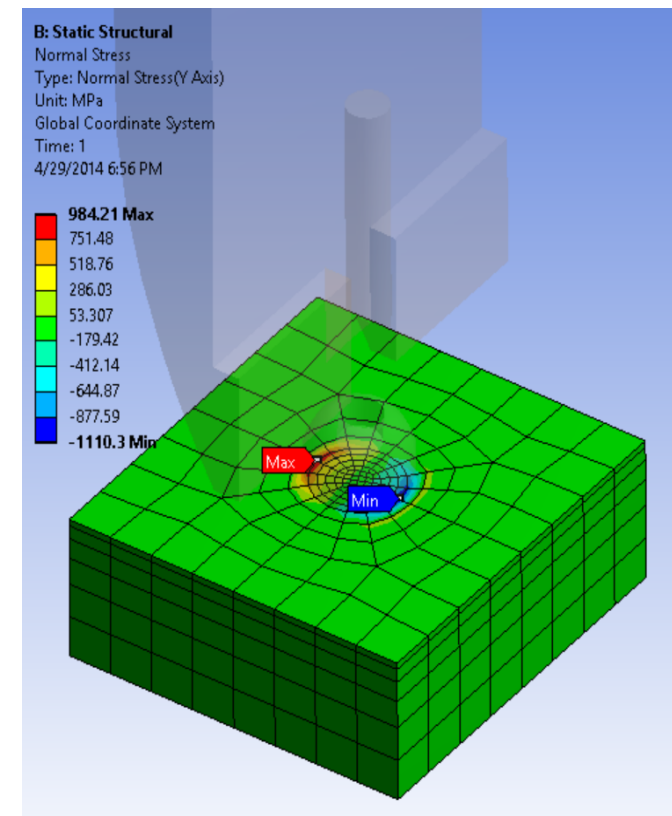 B: Static Structural
Normal Stress
Type: Normal Stress(Y Axis)
Unit: MPa
Global Coordinate System
Time: 1
4/29/2014 6:56 PM
984.21 Max
751.48
518.76
286.03
53.307
-179.42
-412.14
-644.87
-877.59
-1110.3 Min
Max
Min